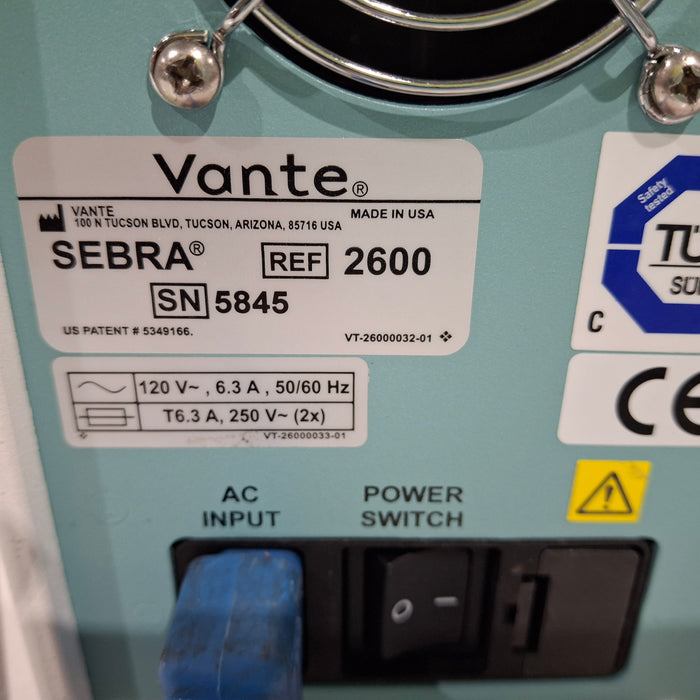 Vante®
VANTE
100 N TUCSON BLVD, TUCSON, ARIZONA, 85716 USA
MADE IN USA
SEBRA® REF 2600
SN 5845
US PATENT # 5349166.
VT-26000032-01
120 V~ , 6.3 A , 50/60 Hz
T6.3 A, 250 V~ (2x)
VT-26000033-01
Safety
tested
TÜ
SÜ
C
CE
AC
INPUT
POWER
SWITCH